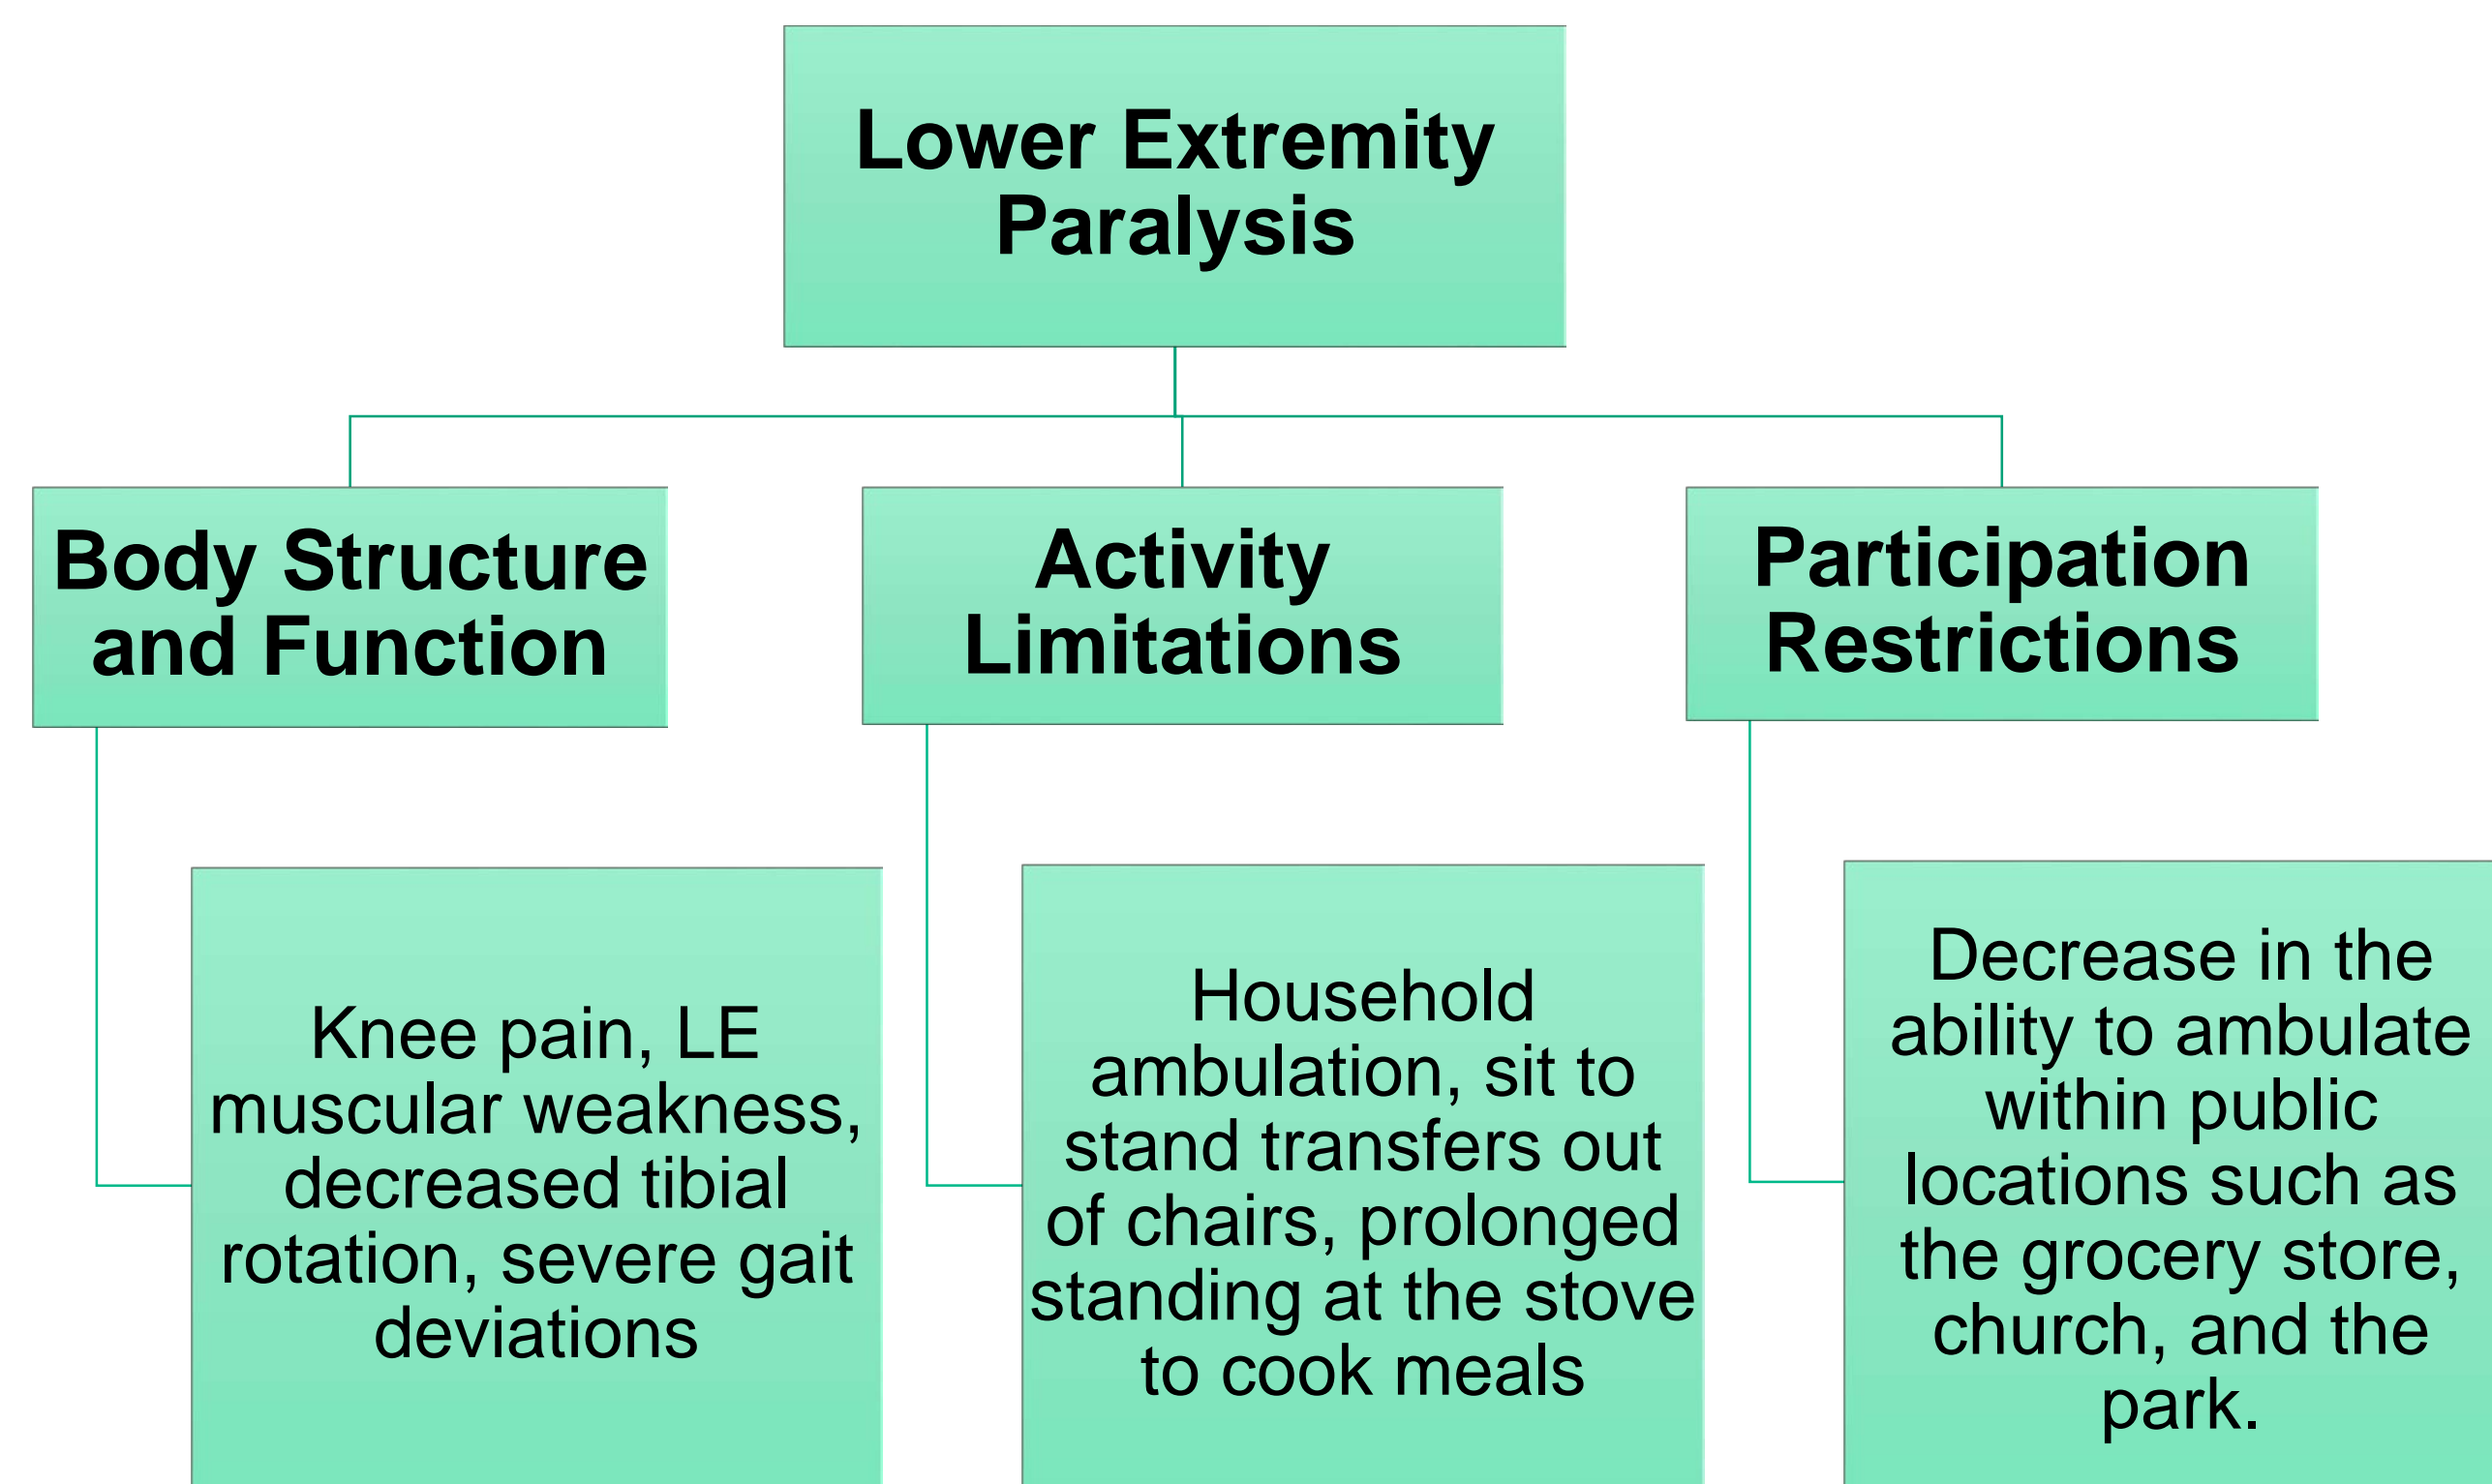 Lower Extremity
Paralysis
Body Structure
and Function
Activity
Limitations
Participation
Restrictions
Knee pain, LE
muscular weakness,
decreased tibial
rotation, severe gait
deviations
Household
ambulation, sit to
stand transfers out
of chairs, prolonged
standing at the stove
to cook meals
Decrease in the
ability to ambulate
within public
locations such as
the grocery store,
church, and the
park.